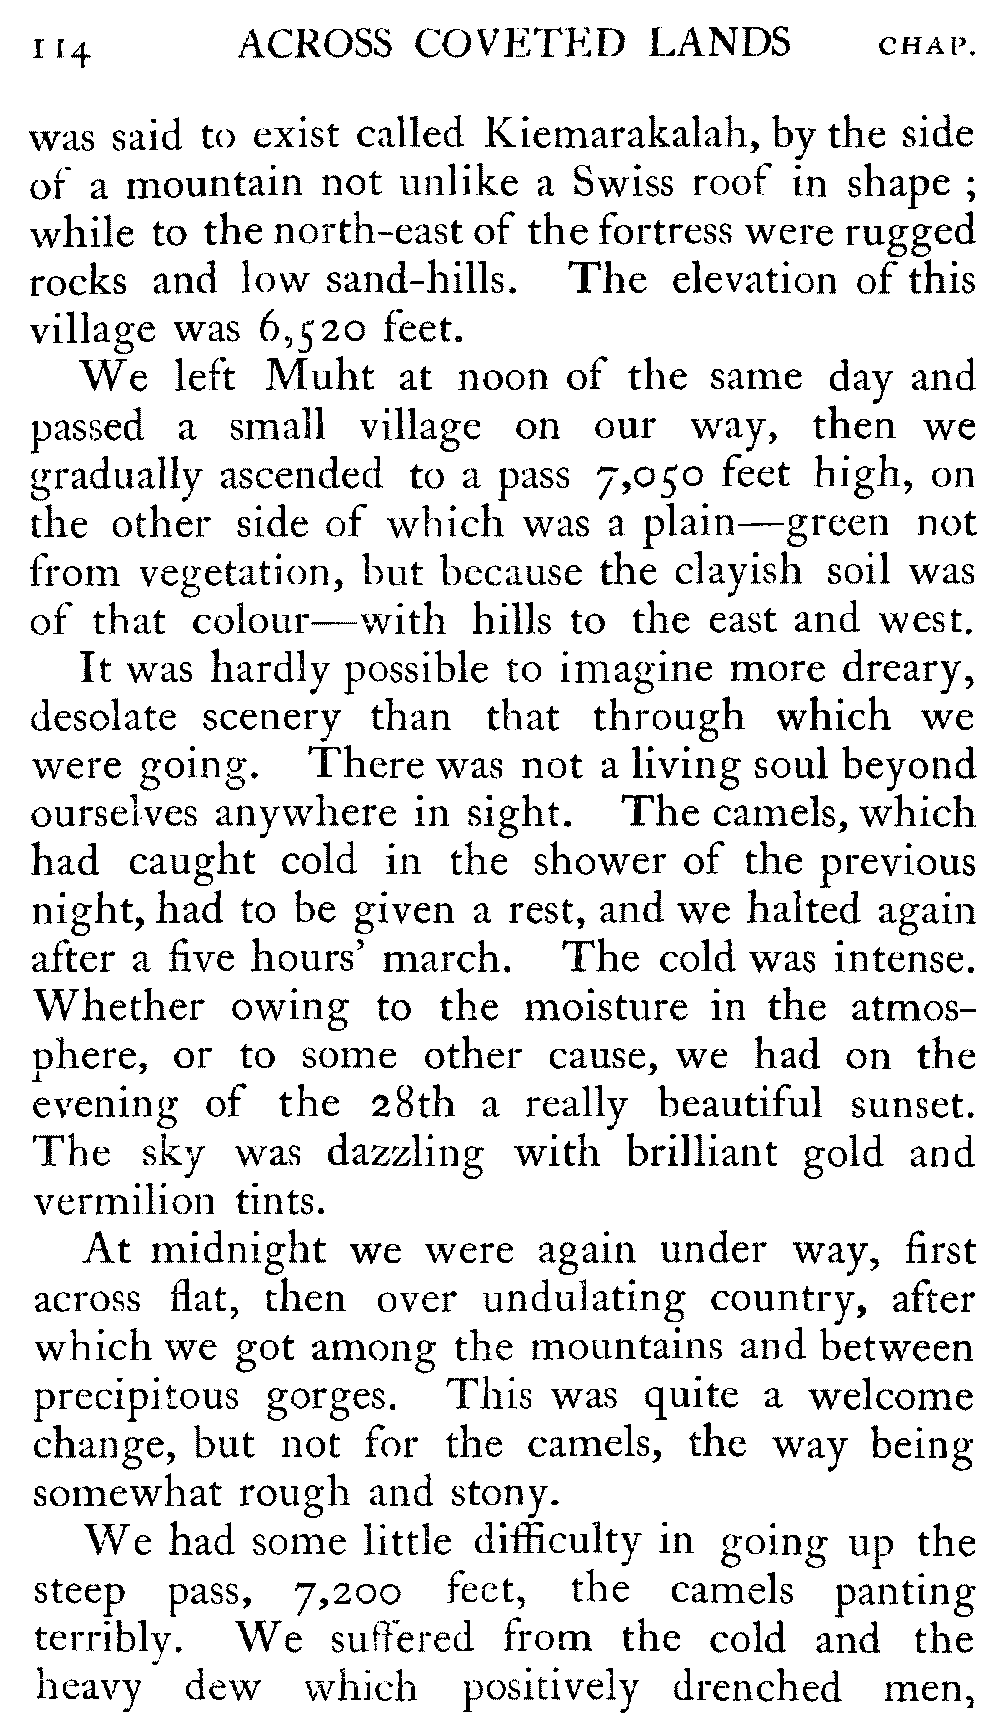 114 ACROSS COVETED LANDS CHAP.
was said to exist called Kiemarakalah, by the side
of a mountain not unlike a Swiss roof in shape ;
while to the north-east of the fortress were rugged
rocks and low sand-hills. The elevation of this
village was 6,520 feet.
We left Muht at noon of the same day and
passed a small village on our way, then we
gradually ascended to a pass 7,050 feet high, on
the other side of which was a plain—green not
from vegetation, but because the clayish soil was
of that colour—with hills to the east and west.
It was hardly possible to imagine more dreary,
desolate scenery than that through which we
were going. There was not a living soul beyond
ourselves anywhere in sight. The camels, which
had caught cold in the shower of the previous
night, had to be given a rest, and we halted again
after a five hours' march. The cold was intense.
Whether owing to the moisture in the atmos-
phere, or to some other cause, we had on the
evening of the 28th a really beautiful sunset.
The sky was dazzling with brilliant gold and
vermilion tints.
At midnight we were again under way, first
across flat, then over undulating country, after
which we got among the mountains and between
precipitous gorges. This was quite a welcome
change, but not for the camels, the way being
somewhat rough and stony.
We had some little difficulty in going up the
steep pass, 7,200 feet, the camels panting
terribly. We suffered from the cold and the
heavy dew which positively drenched men,